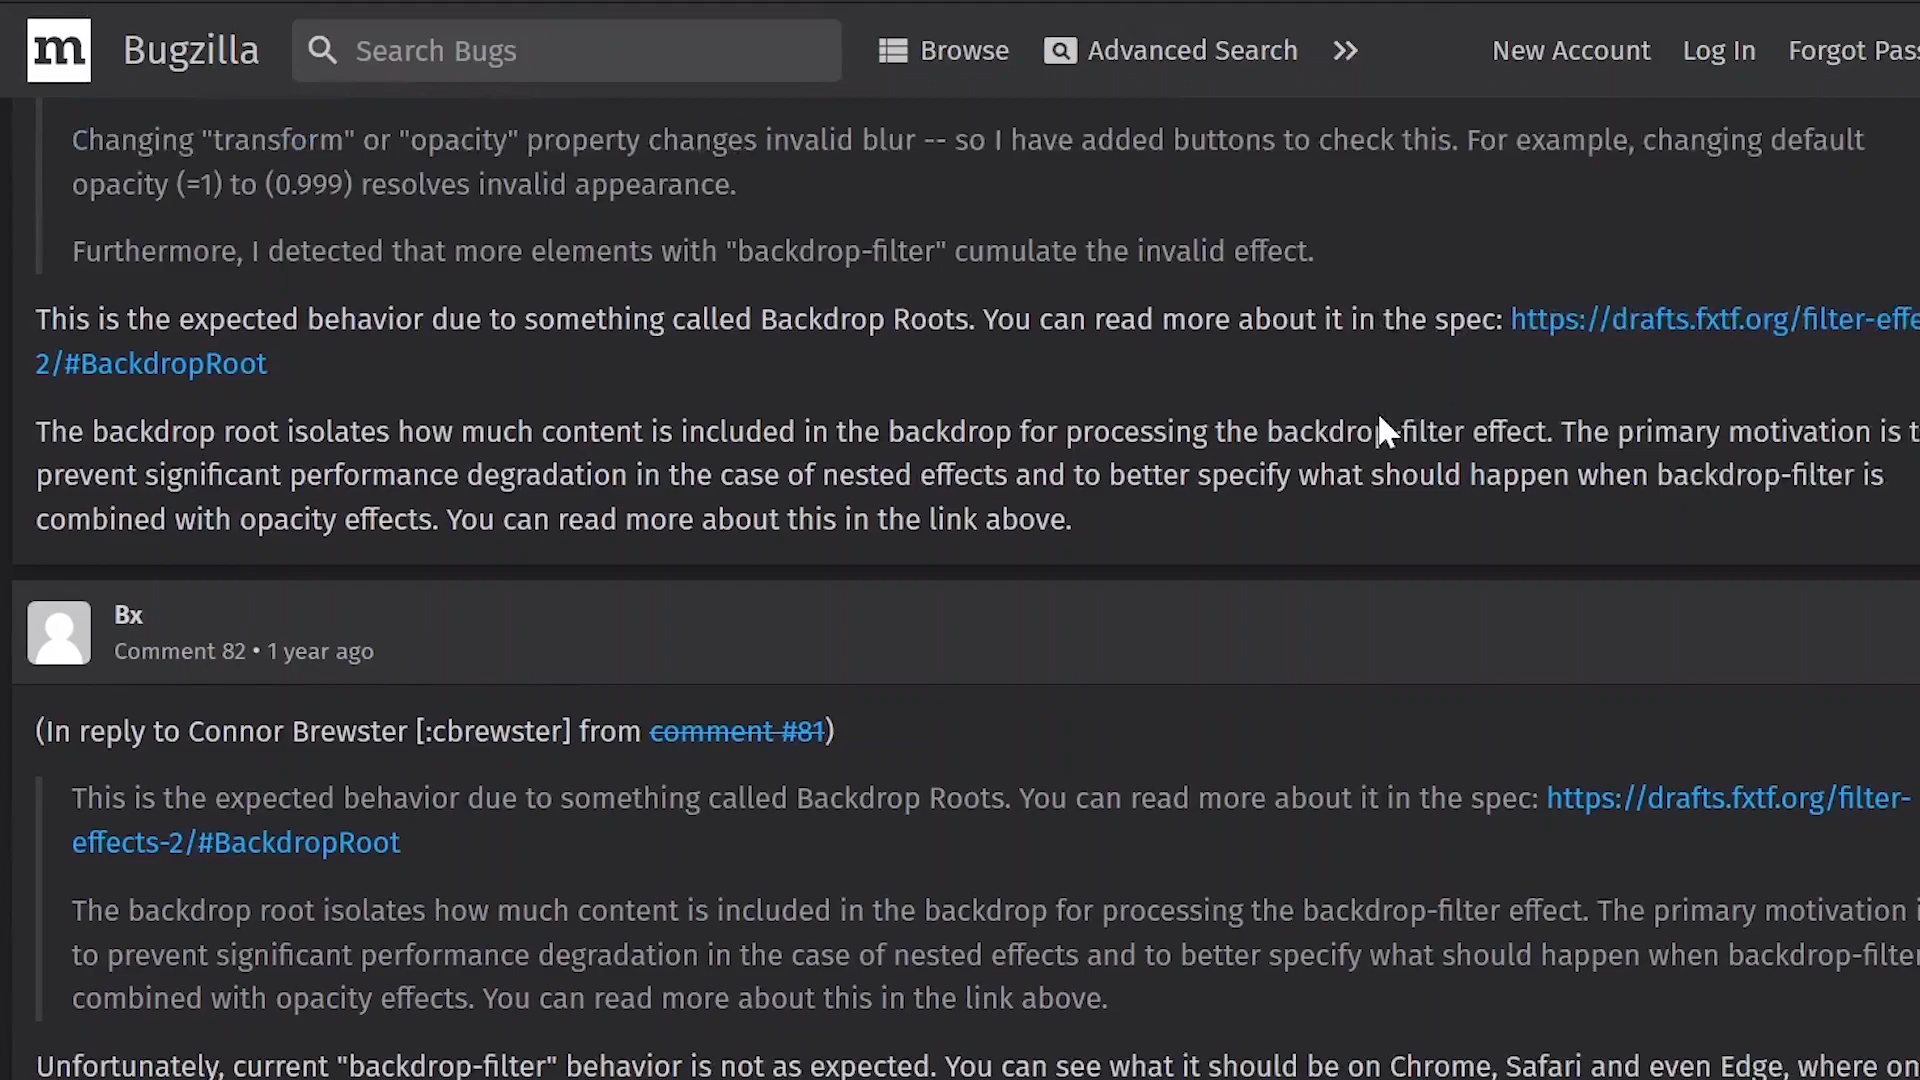 m Bugzilla Search Bugs Browse Advanced Search New Account Log In Forgot
Changing "transform" or "opacity" property changes invalid blur -- so I have added buttons to check this. For example, changing default
opacity (=1) to (0.999) resolves invalid appearance.
Furthermore, I detected that more elements with "backdrop-filter" cumulate the invalid effect.
This is the expected behavior due to something called Backdrop Roots. You can read more about it in the spec: https://drafts.fxtf.org/filter-effe
2/#BackdropRoot
The backdrop root isolates how much content is included in the backdrop for processing the backdrop-filter effect. The primary motivation is t
prevent significant performance degradation in the case of nested effects and to better specify what should happen when backdrop-filter is
combined with opacity effects. You can read more about this in the link above.
Bx
Comment 82 • 1 year ago
(In reply to Connor Brewster [:cbrewster] from comment #81)
This is the expected behavior due to something called Backdrop Roots. You can read more about it in the spec: https://drafts.fxtf.org/filter-
effects-2/#BackdropRoot
The backdrop root isolates how much content is included in the backdrop for processing the backdrop-filter effect. The primary motivation
to prevent significant performance degradation in the case of nested effects and to better specify what should happen when backdrop-filter
combined with opacity effects. You can read more about this in the link above.
Unfortunately, current "backdrop-filter" behavior is not as expected. You can see what it should be on Chrome, Safari and even Edge, where on